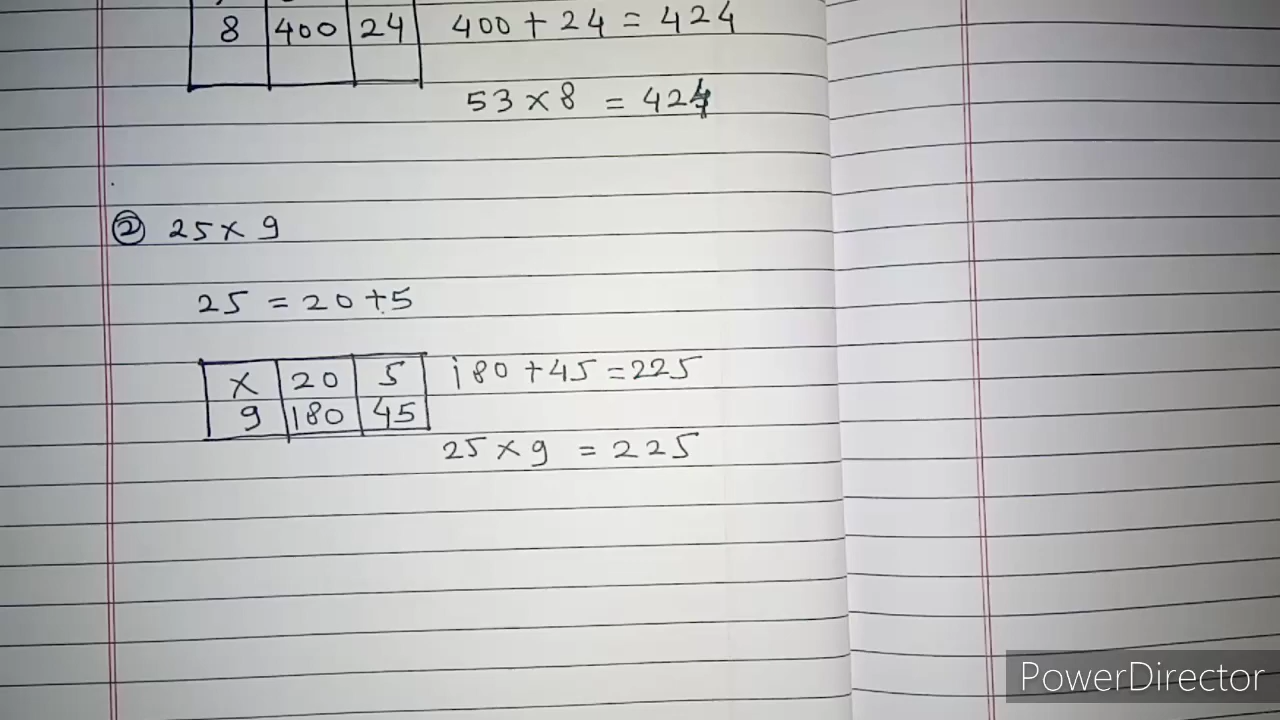 8 400 24 400 + 24 = 424
53 × 8 = 424
② 25 × 9
25 = 20 + 5
× 20 5 180 + 45 = 225
9 180 45
25 × 9 = 225
PowerDirector